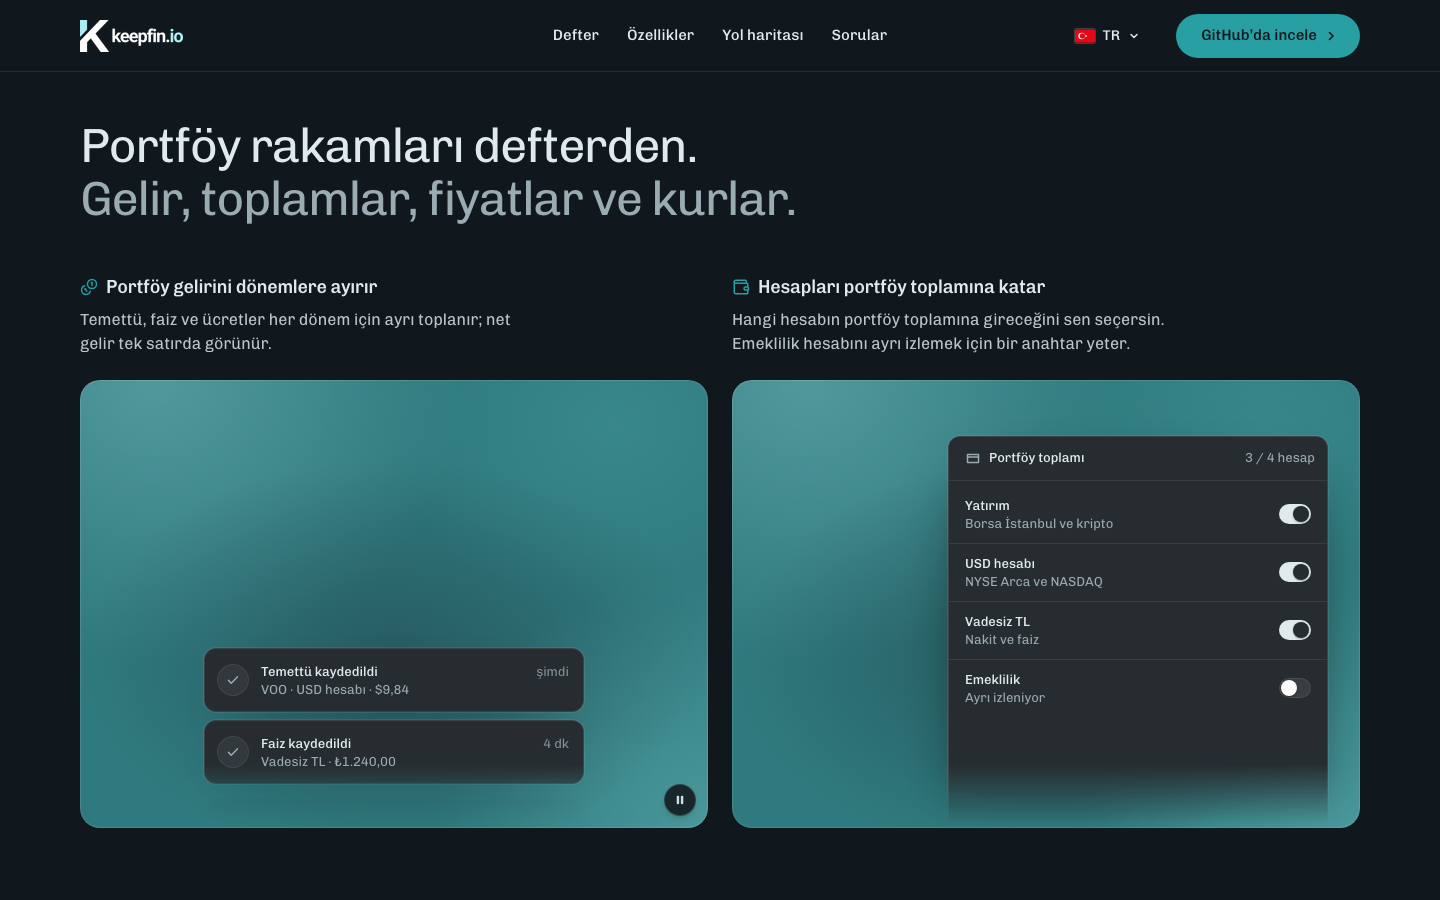 keepfin.io
Defter
Özellikler
Yol haritası
Sorular
TR
GitHub'da incele
Portföy rakamları defterden.
Gelir, toplamlar, fiyatlar ve kurlar.
Portföy gelirini dönemlere ayırır
Temettü, faiz ve ücretler her dönem için ayrı toplanır; net
gelir tek satırda görünür.
Hesapları portföy toplamına katar
Hangi hesabın portföy toplamına gireceğini sen seçersin.
Emeklilik hesabını ayrı izlemek için bir anahtar yeter.
Temettü kaydedildi
şimdi
VOO · USD hesabı · $9,84
Faiz kaydedildi
4 dk
Vadesiz TL · ₺1.240,00
Portföy toplamı
3 / 4 hesap
Yatırım
Borsa İstanbul ve kripto
USD hesabı
NYSE Arca ve NASDAQ
Vadesiz TL
Nakit ve faiz
Emeklilik
Ayrı izleniyor